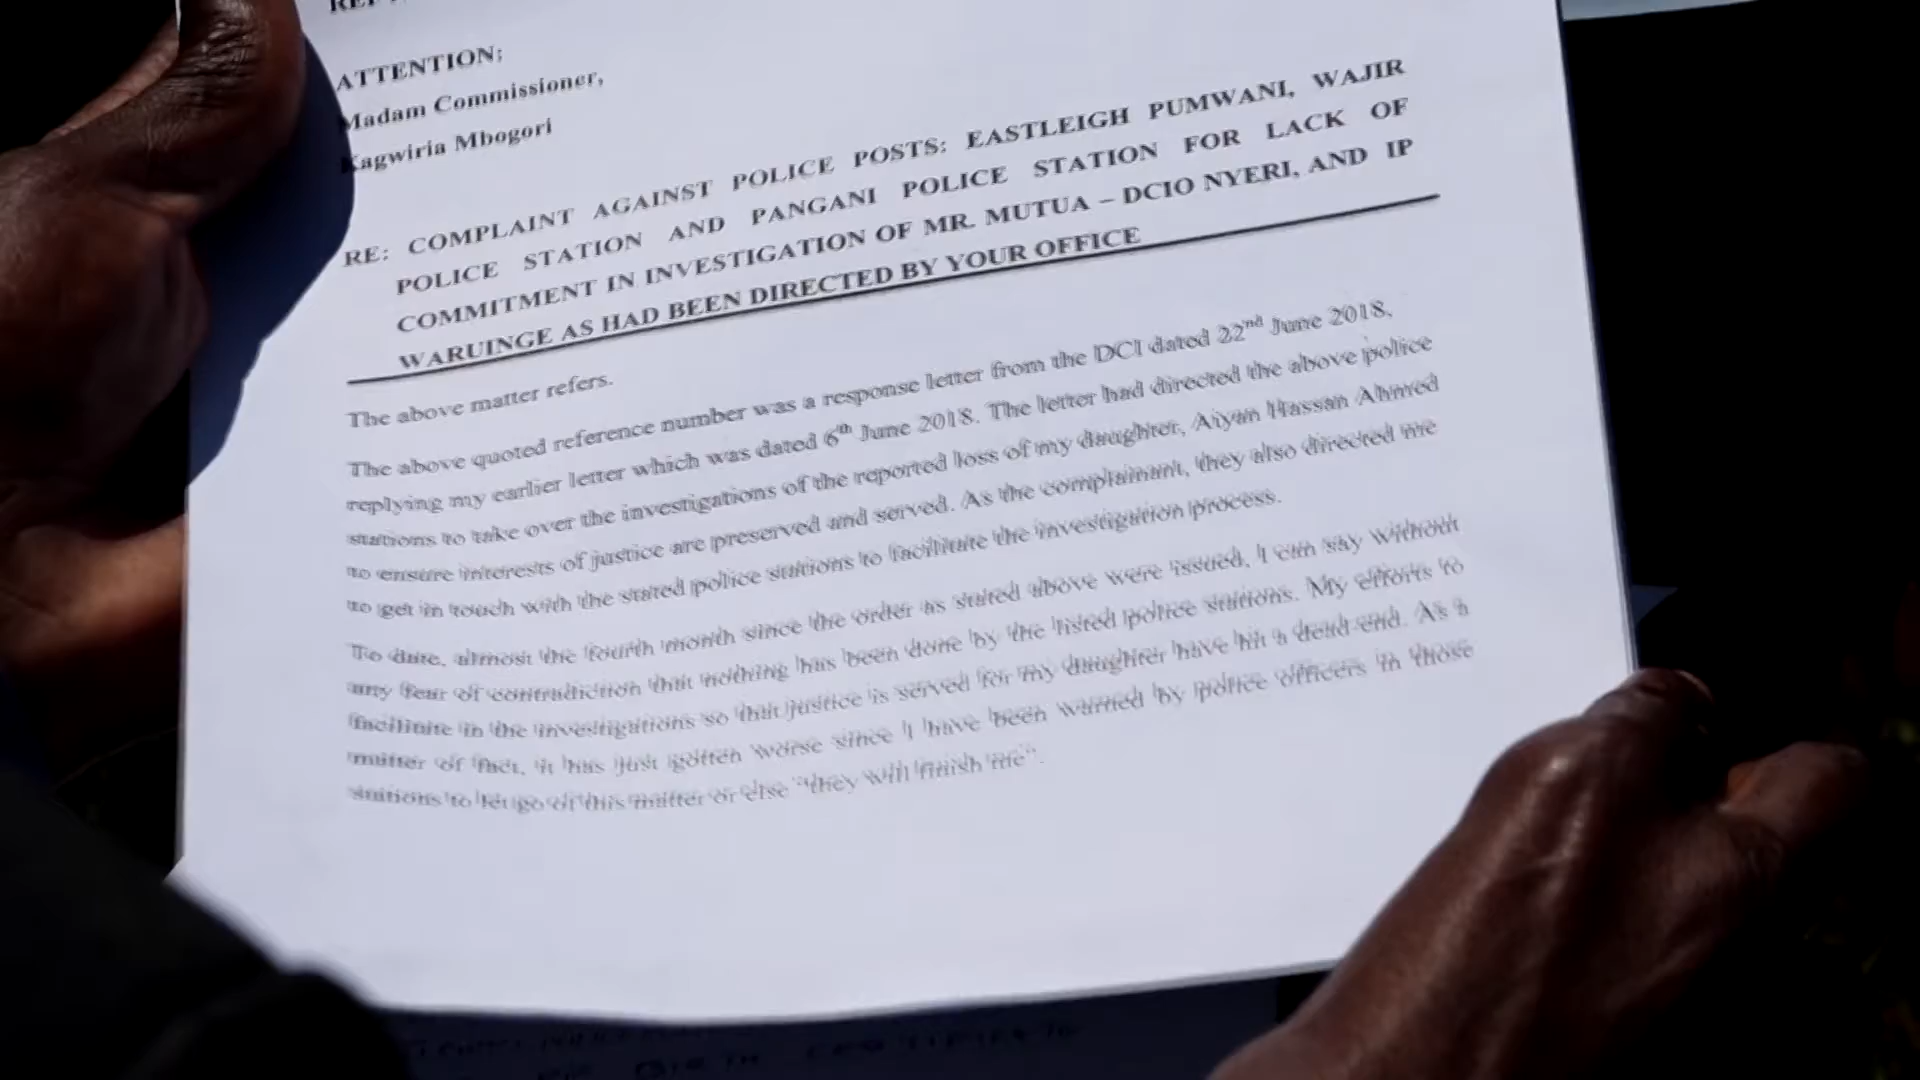 ATTENTION;
Madam Commissioner,
Kagwiria Mbogori
RE: COMPLAINT AGAINST POLICE POSTS: EASTLEIGH PUMWANI, WAJIR
POLICE STATION AND PANGANI POLICE STATION FOR LACK OF
COMMITMENT IN INVESTIGATION OF MR. MUTUA – DCIO NYERI, AND IP
WARUINGE AS HAD BEEN DIRECTED BY YOUR OFFICE
The above matter refers.
The above quoted reference number was a response letter from the DCI dated 22nd June 2018,
replying my earlier letter which was dated 6th June 2018. The letter had directed the above police
stations to take over the investigations of the reported loss of my daughter, Aiyan Hassan Ahmed
to ensure interests of justice are preserved and served. As the complainant, they also directed me
to get in touch with the stated police stations to facilitate the investigation process.
To date, almost the fourth month since the order as stated above were issued, I can say without
any fear of contradiction that nothing has been done by the listed police stations. My efforts to
facilitate in the investigations so that justice is served for my daughter have hit a dead-end. As a
matter of fact, it has just gotten worse since I have been warned by police officers in those
stations to let go of this matter or else "they will finish me".